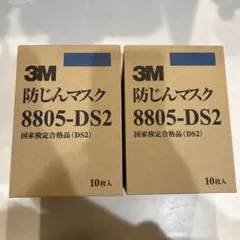 3M
防じんマスク
8805-DS2
国家検定合格品(DS2)
10枚入
3M
防じんマスク
8805-DS2
国家検定合格品(DS2)
10枚入